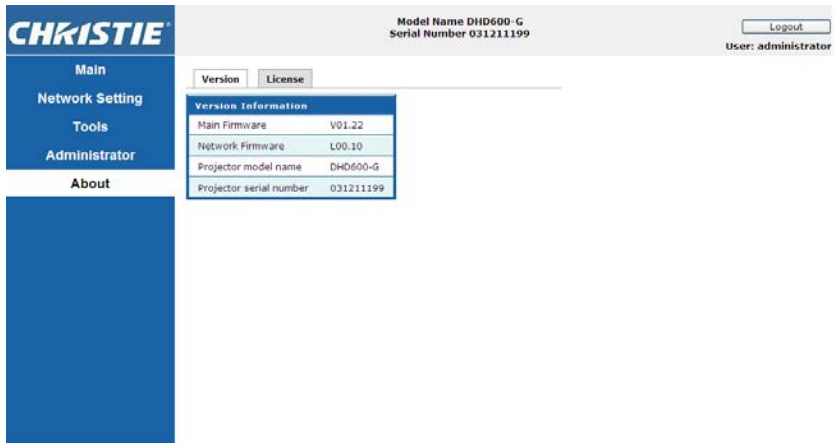 CHRISTIE
Model Name DHD600-G
Serial Number 031211199
Logout
User: administrator
Main
Network Setting
Tools
Administrator
About
Version License
Version Information
Main Firmware V01.22
Network Firmware L00.10
Projector model name DHD600-G
Projector serial number 031211199